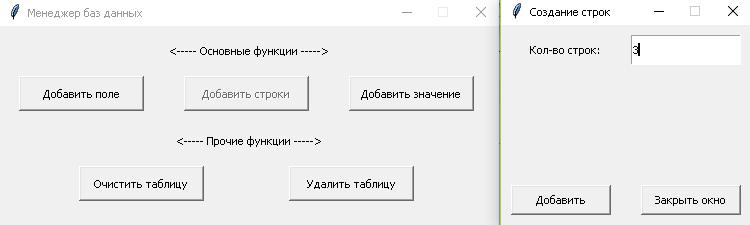 Менеджер баз данных
<----- Основные функции ----->
Добавить поле
Добавить строки
Добавить значение
<----- Прочие функции ----->
Очистить таблицу
Удалить таблицу
Создание строк
Кол-во строк: 3
Добавить
Закрыть окно